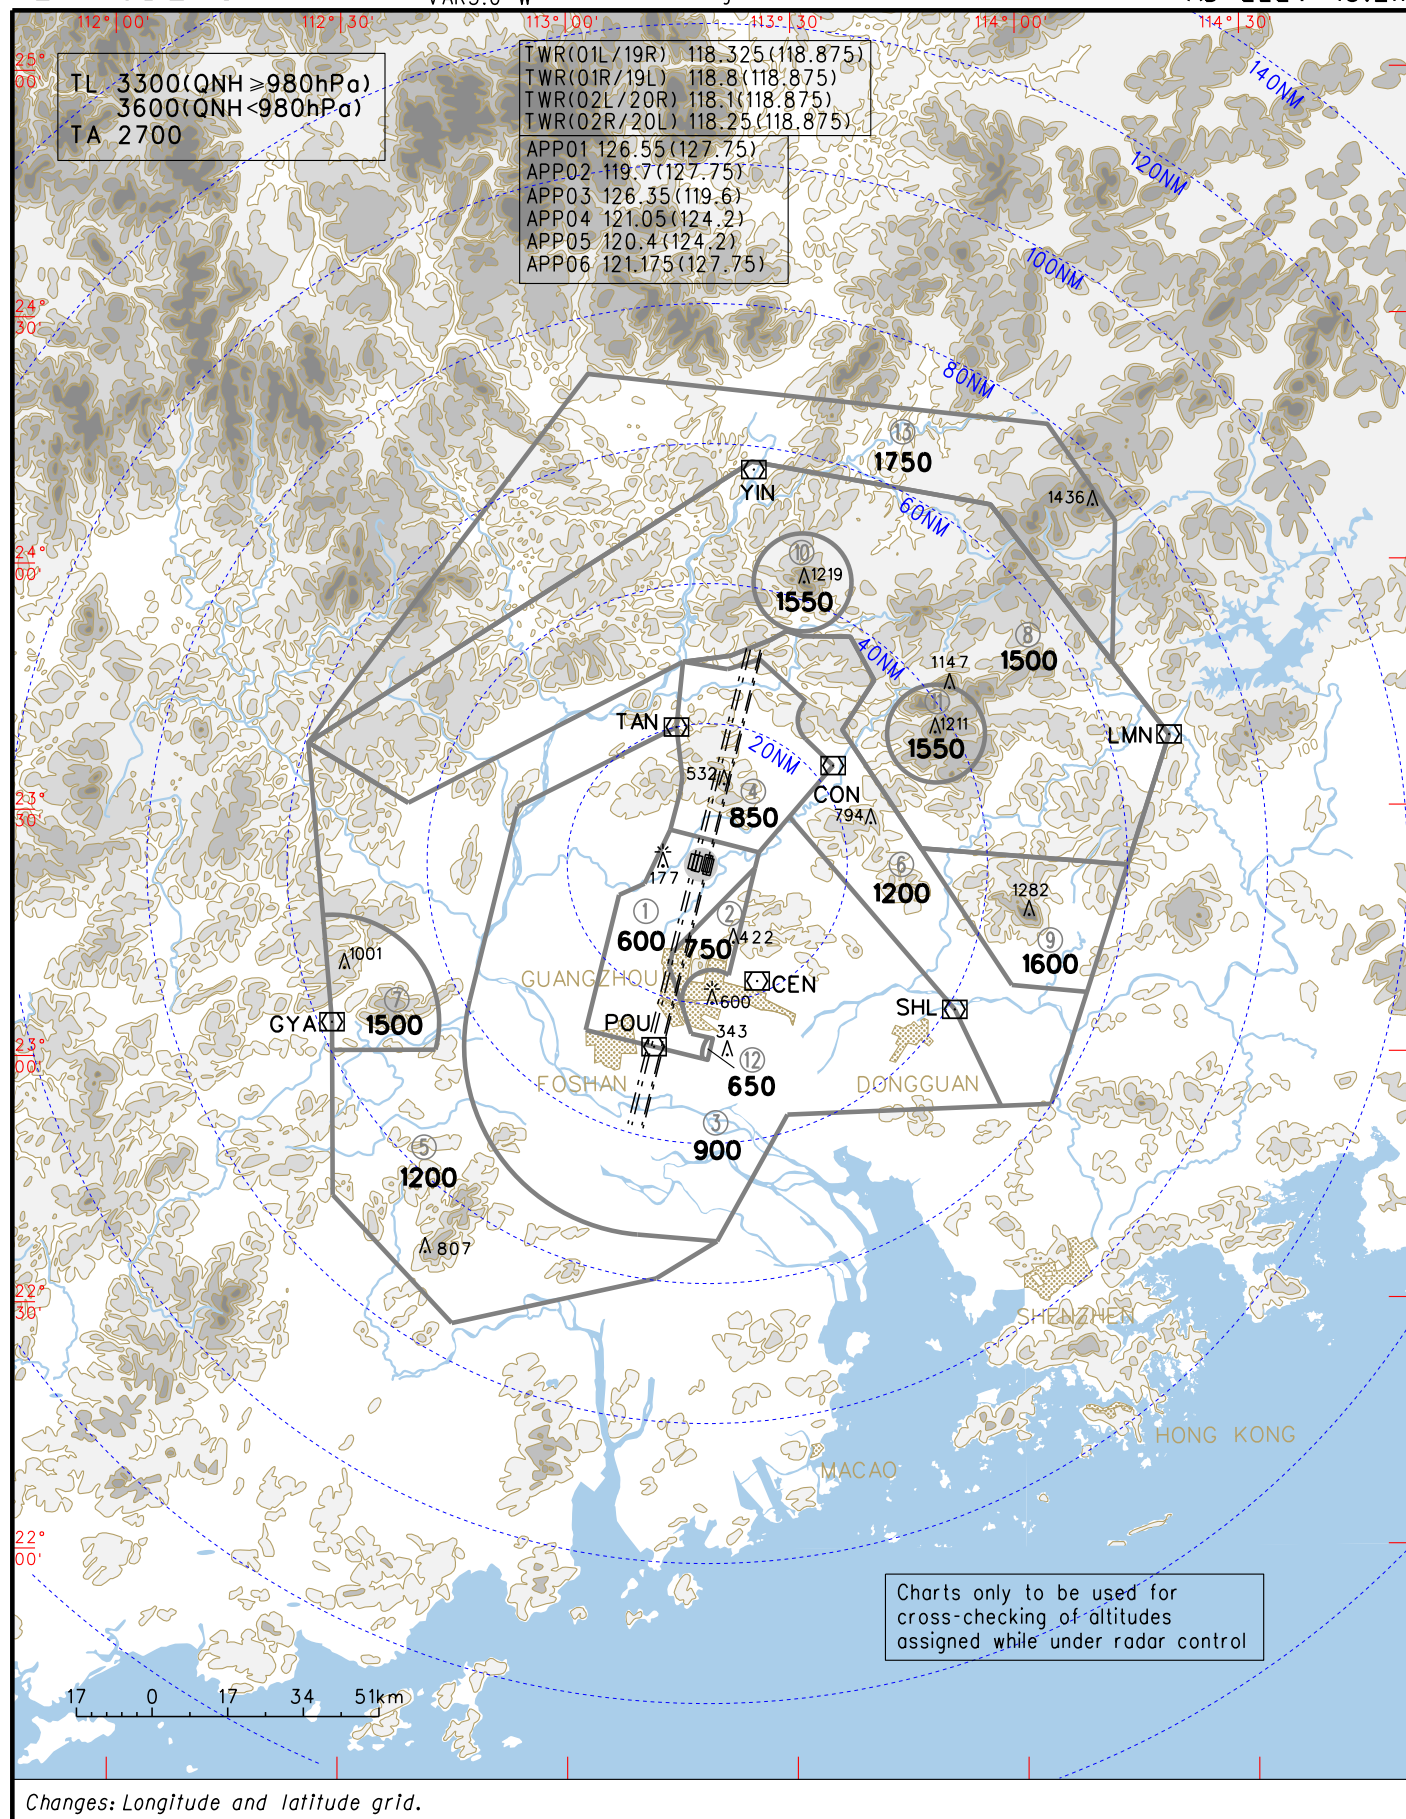 VAR3.0°W
112°00'
112°30'
113°00'
113°30'
114°00'
114°30'
25°
00'
24°
30'
24°
00'
23°
30'
23°
00'
22°
30'
22°
00'
TL 3300(QNH≥980hPa)
3600(QNH<980hPa)
TA 2700
TWR(01L/19R) 118.325(118.875)
TWR(01R/19L) 118.8(118.875)
TWR(02L/20R) 118.1(118.875)
TWR(02R/20L) 118.25(118.875)
APP01 126.55(127.75)
APP02 119.7(127.75)
APP03 126.35(119.6)
APP04 121.05(124.2)
APP05 120.4(124.2)
APP06 121.175(127.75)
140NM
120NM
100NM
80NM
60NM
40NM
20NM
⑬
1750
1436
YIN
⑩
1219
1550
⑧
1500
1147
1211
1550
LMN
TAN
532
④
850
CON
794
177
⑥
1200
1282
⑨
1600
①
600
②
750
422
1001
⑦
1500
GYA
GUANGZHOU
CEN
600
SHL
POU
343
⑫
650
FOSHAN
DONGGUAN
③
900
⑤
1200
807
SHENZHEN
HONG KONG
MACAO
Charts only to be used for
cross-checking of altitudes
assigned while under radar control
17 0 17 34 51km
Changes: Longitude and latitude grid.